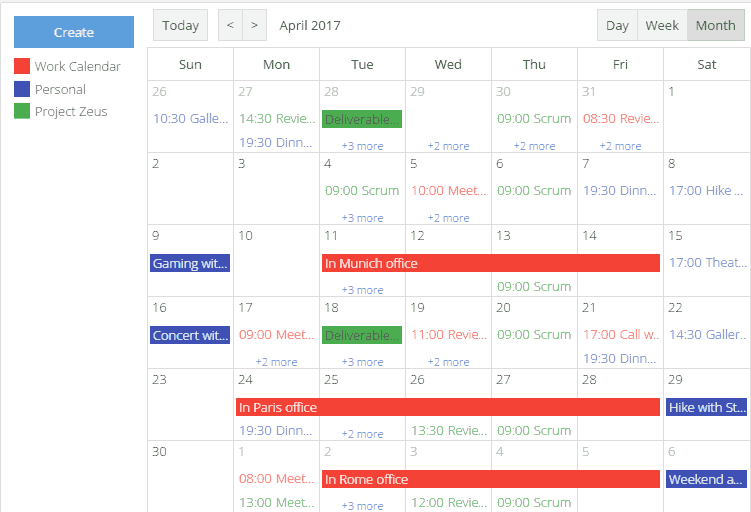 Create
Work Calendar
Personal
Project Zeus
Today < > April 2017 Day Week Month
Sun Mon Tue Wed Thu Fri Sat
26 27 28 29 30 31 1
10:30 Galle... 14:30 Revie... Deliverable... 09:00 Scrum 08:30 Revie...
19:30 Dinn... +3 more +2 more +2 more +2 more
2 3 4 5 6 7 8
09:00 Scrum 10:00 Meet... 09:00 Scrum 19:30 Dinn... 17:00 Hike ...
+3 more +2 more
9 10 11 12 13 14 15
Gaming wit... In Munich office 17:00 Theat...
+3 more 09:00 Scrum
16 17 18 19 20 21 22
Concert wit... 09:00 Meet... Deliverable... 11:00 Revie... 09:00 Scrum 17:00 Call w... 14:30 Galler...
+2 more +3 more +2 more 19:30 Dinn...
23 24 25 26 27 28 29
In Paris office Hike with St...
19:30 Dinn... +2 more 13:30 Revie... 09:00 Scrum
30 1 2 3 4 5 6
08:00 Meet... In Rome office Weekend a...
13:00 Meet... +3 more 12:00 Revie... 09:00 Scrum